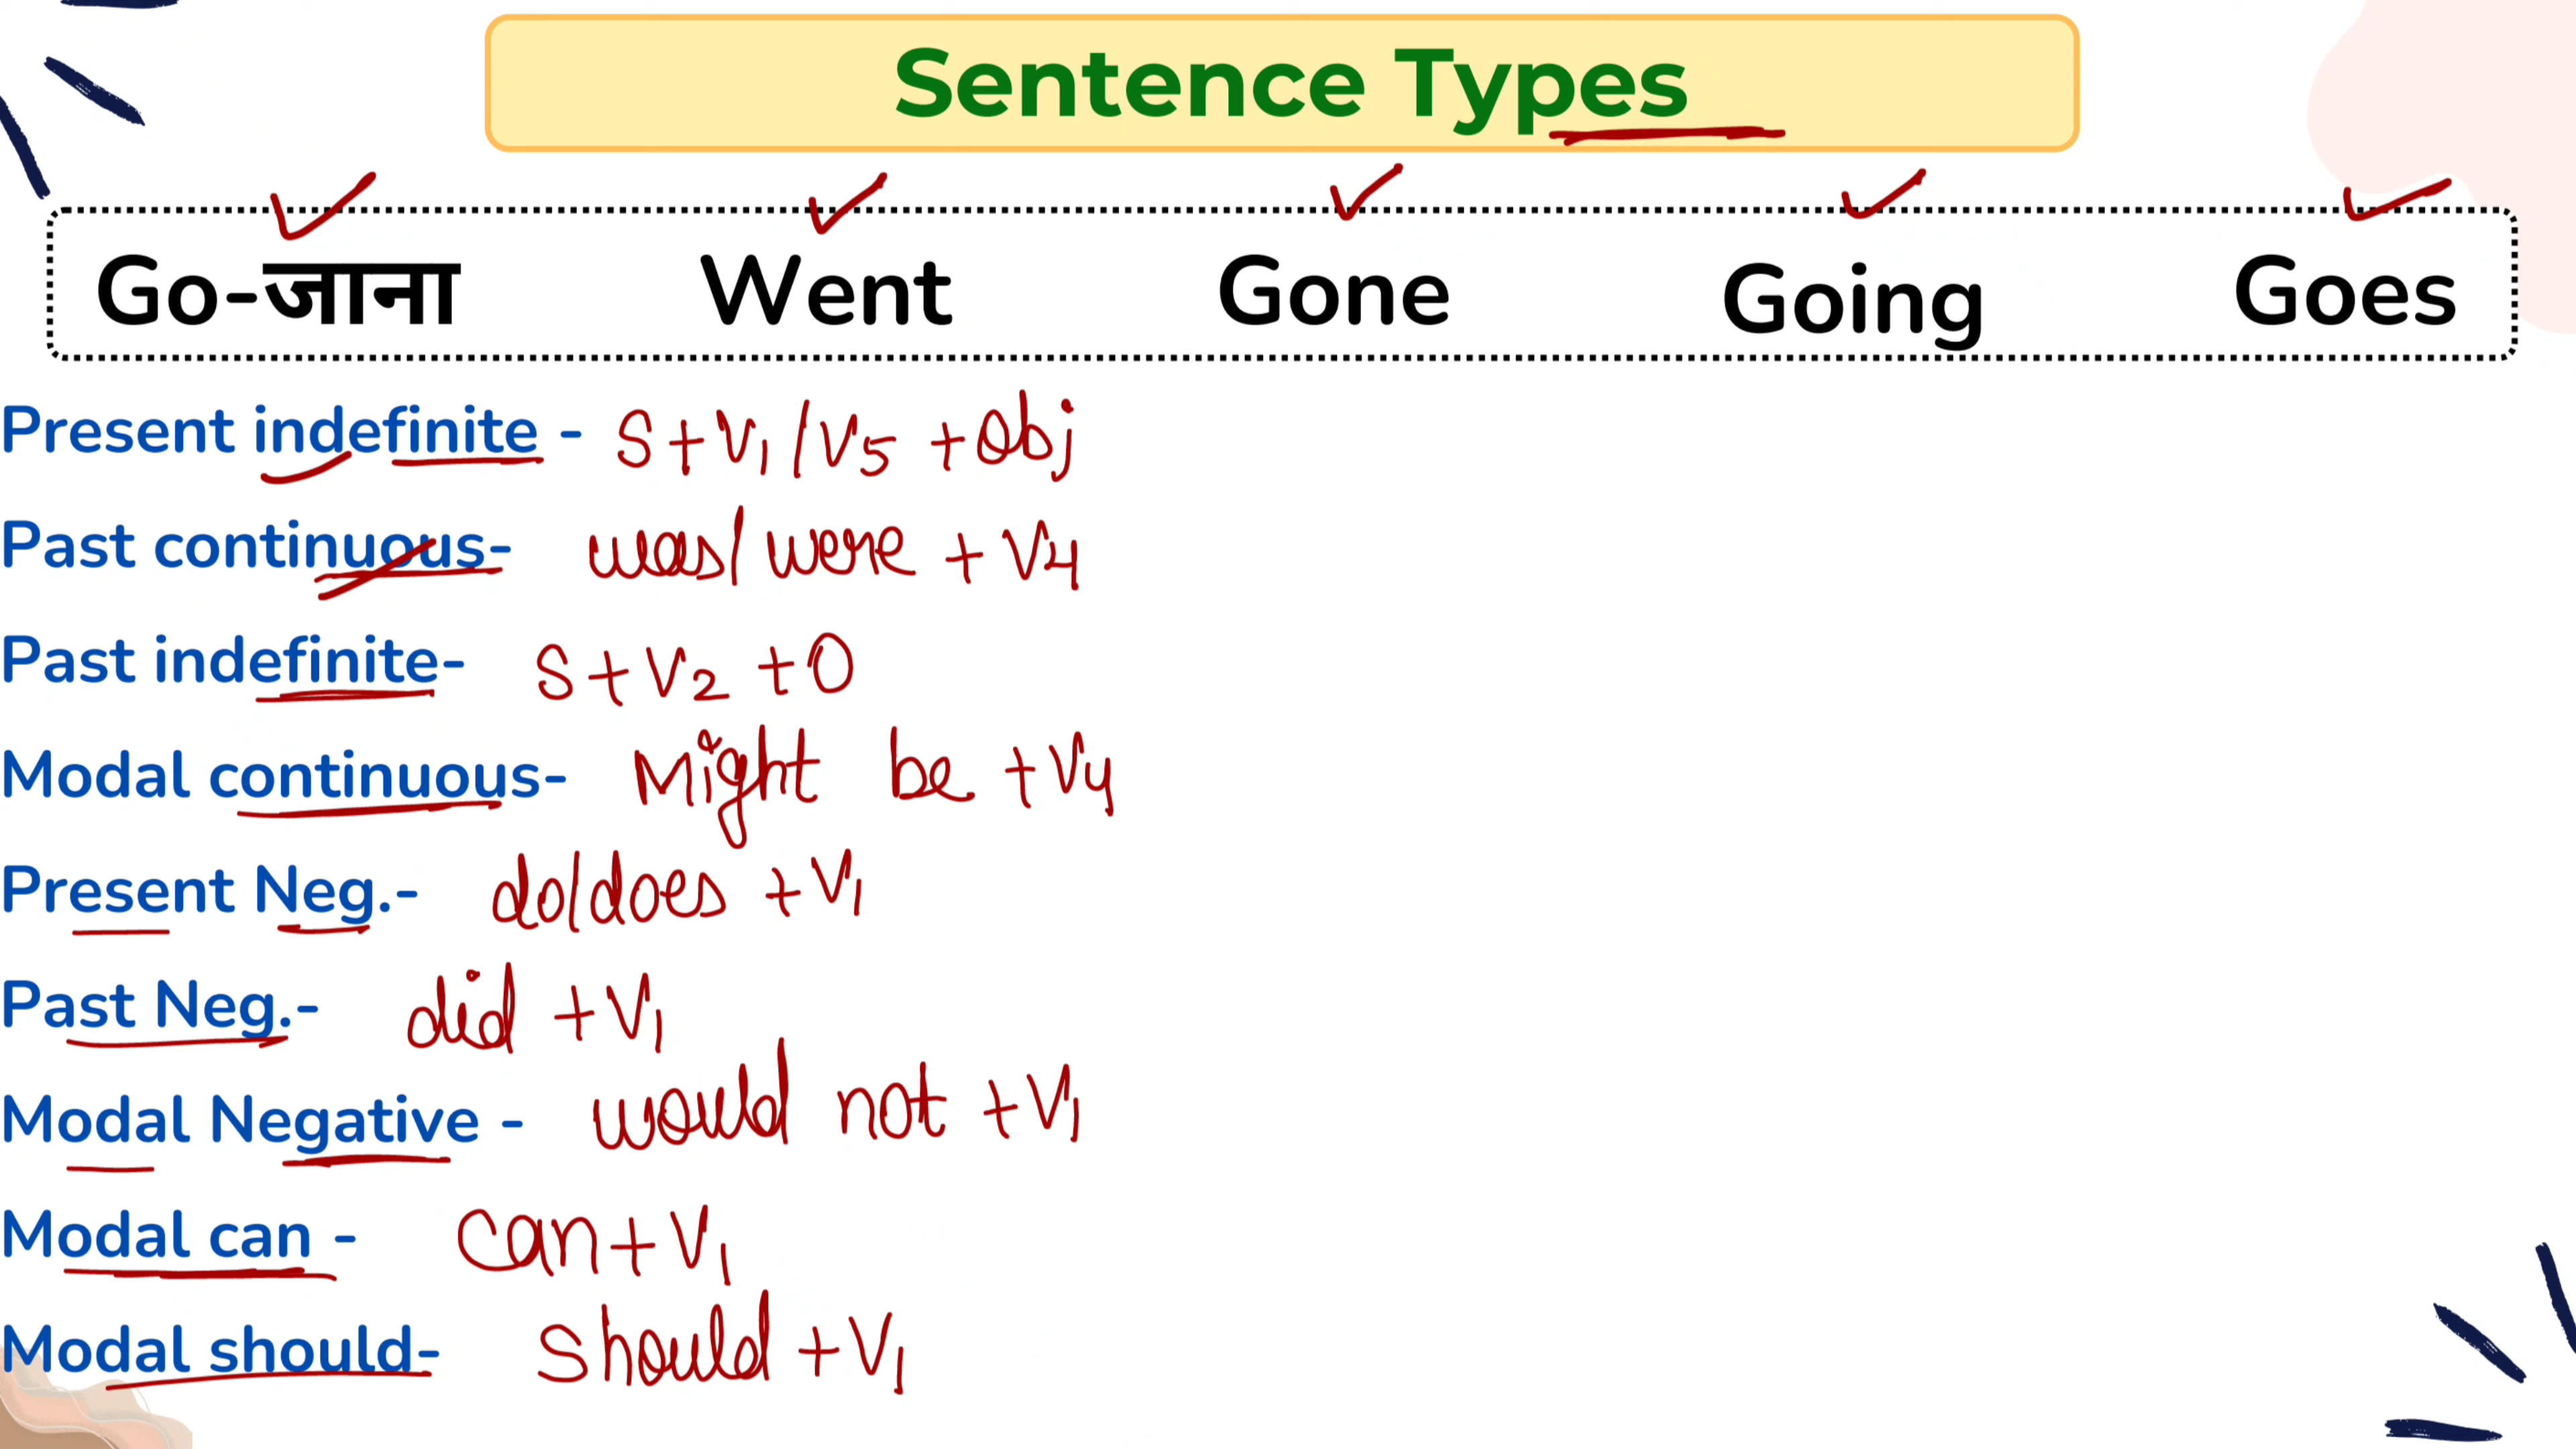 Sentence Types
Go-जाना Went Gone Going Goes
Present indefinite - S+V1/V5 +Obj
Past continuous- was/were + V4
Past indefinite- S+V2 +O
Modal continuous- Might be +V4
Present Neg.- do/does +V1
Past Neg.- did +V1
Modal Negative - would not +V1
Modal can - Can+V1
Modal should- Should +V1